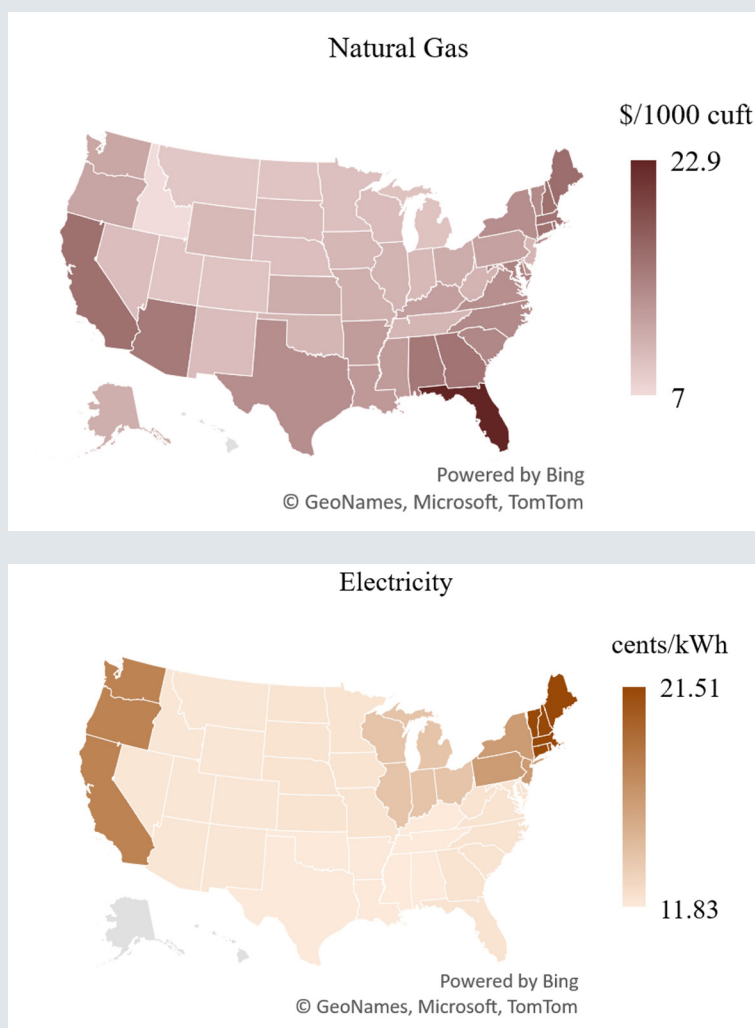 Natural Gas
$/1000 cuft
22.9
7
Powered by Bing
© GeoNames, Microsoft, TomTom
Electricity
cents/kWh
21.51
11.83
Powered by Bing
© GeoNames, Microsoft, TomTom